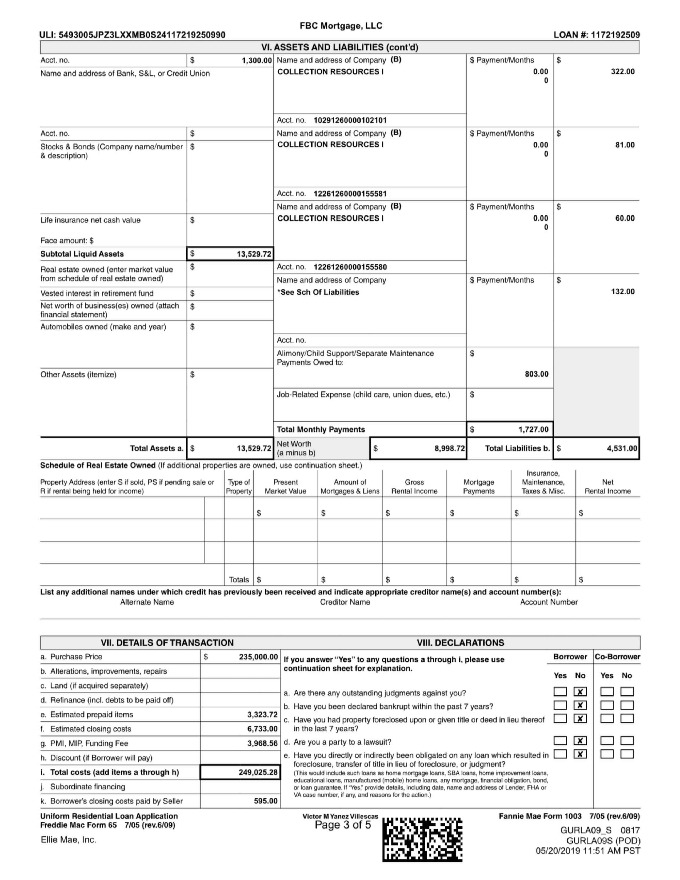 FBC Mortgage, LLC
ULI: 5493005JPZ3LXXMB0S24117219250990 LOAN #: 1172192509
VI. ASSETS AND LIABILITIES (cont'd)
Acct. no. $ 1,300.00 Name and address of Company (B) $ Payment/Months $
Name and address of Bank, S&L, or Credit Union COLLECTION RESOURCES I 0.00 322.00
0
Acct. no. 10291260000102101
Acct. no. $ Name and address of Company (B) $ Payment/Months $
Stocks & Bonds (Company name/number $ COLLECTION RESOURCES I 0.00 81.00
& description) 0
Acct. no. 12261260000155581
Name and address of Company (B) $ Payment/Months $
Life insurance net cash value $ COLLECTION RESOURCES I 0.00 60.00
0
Face amount: $
Subtotal Liquid Assets $ 13,529.72
Real estate owned (enter market value $ Acct. no. 12261260000155580
from schedule of real estate owned) Name and address of Company $ Payment/Months $
Vested interest in retirement fund $ *See Sch Of Liabilities 132.00
Net worth of business(es) owned (attach $
financial statement)
Automobiles owned (make and year) $
Acct. no.
Alimony/Child Support/Separate Maintenance $
Payments Owed to:
Other Assets (itemize) $ 803.00
Job-Related Expense (child care, union dues, etc.) $
Total Monthly Payments $ 1,727.00
Total Assets a. $ 13,529.72 Net Worth $ 8,998.72 Total Liabilities b. $ 4,531.00
(a minus b)
Schedule of Real Estate Owned (If additional properties are owned, use continuation sheet.)
Insurance,
Property Address (enter S if sold, PS if pending sale or Type of Present Amount of Gross Mortgage Maintenance, Net
R if rental being held for income) Property Market Value Mortgages & Liens Rental Income Payments Taxes & Misc. Rental Income
$ $ $ $ $ $
Totals $ $ $ $ $ $
List any additional names under which credit has previously been received and indicate appropriate creditor name(s) and account number(s):
Alternate Name Creditor Name Account Number
VII. DETAILS OF TRANSACTION VIII. DECLARATIONS
a. Purchase Price $ 235,000.00 If you answer "Yes" to any questions a through i, please use Borrower Co-Borrower
b. Alterations, improvements, repairs continuation sheet for explanation. Yes No Yes No
c. Land (if acquired separately)
d. Refinance (incl. debts to be paid off) a. Are there any outstanding judgments against you? X
e. Estimated prepaid items 3,323.72 b. Have you been declared bankrupt within the past 7 years? X
f. Estimated closing costs 6,733.00 c. Have you had property foreclosed upon or given title or deed in lieu thereof X
in the last 7 years?
g. PMI, MIP, Funding Fee 3,968.56 d. Are you a party to a lawsuit? X
h. Discount (if Borrower will pay) e. Have you directly or indirectly been obligated on any loan which resulted in X
i. Total costs (add items a through h) 249,025.28 foreclosure, transfer of title in lieu of foreclosure, or judgment?
(This would include such loans as home mortgage loans, SBA loans, home improvement loans,
j. Subordinate financing educational loans, manufactured (mobile) home loans, any mortgage, financial obligation, bond,
or loan guarantee. If "Yes," provide details, including date, name and address of Lender, FHA or
k. Borrower's closing costs paid by Seller 595.00 VA case number, if any, and reasons for the action.)
Uniform Residential Loan Application Victor M Yanez Villescas Fannie Mae Form 1003 7/05 (rev.6/09)
Freddie Mac Form 65 7/05 (rev.6/09) Page 3 of 5
GURLA09_S 0817
Ellie Mae, Inc. GURLA09S (POD)
05/20/2019 11:51 AM PST